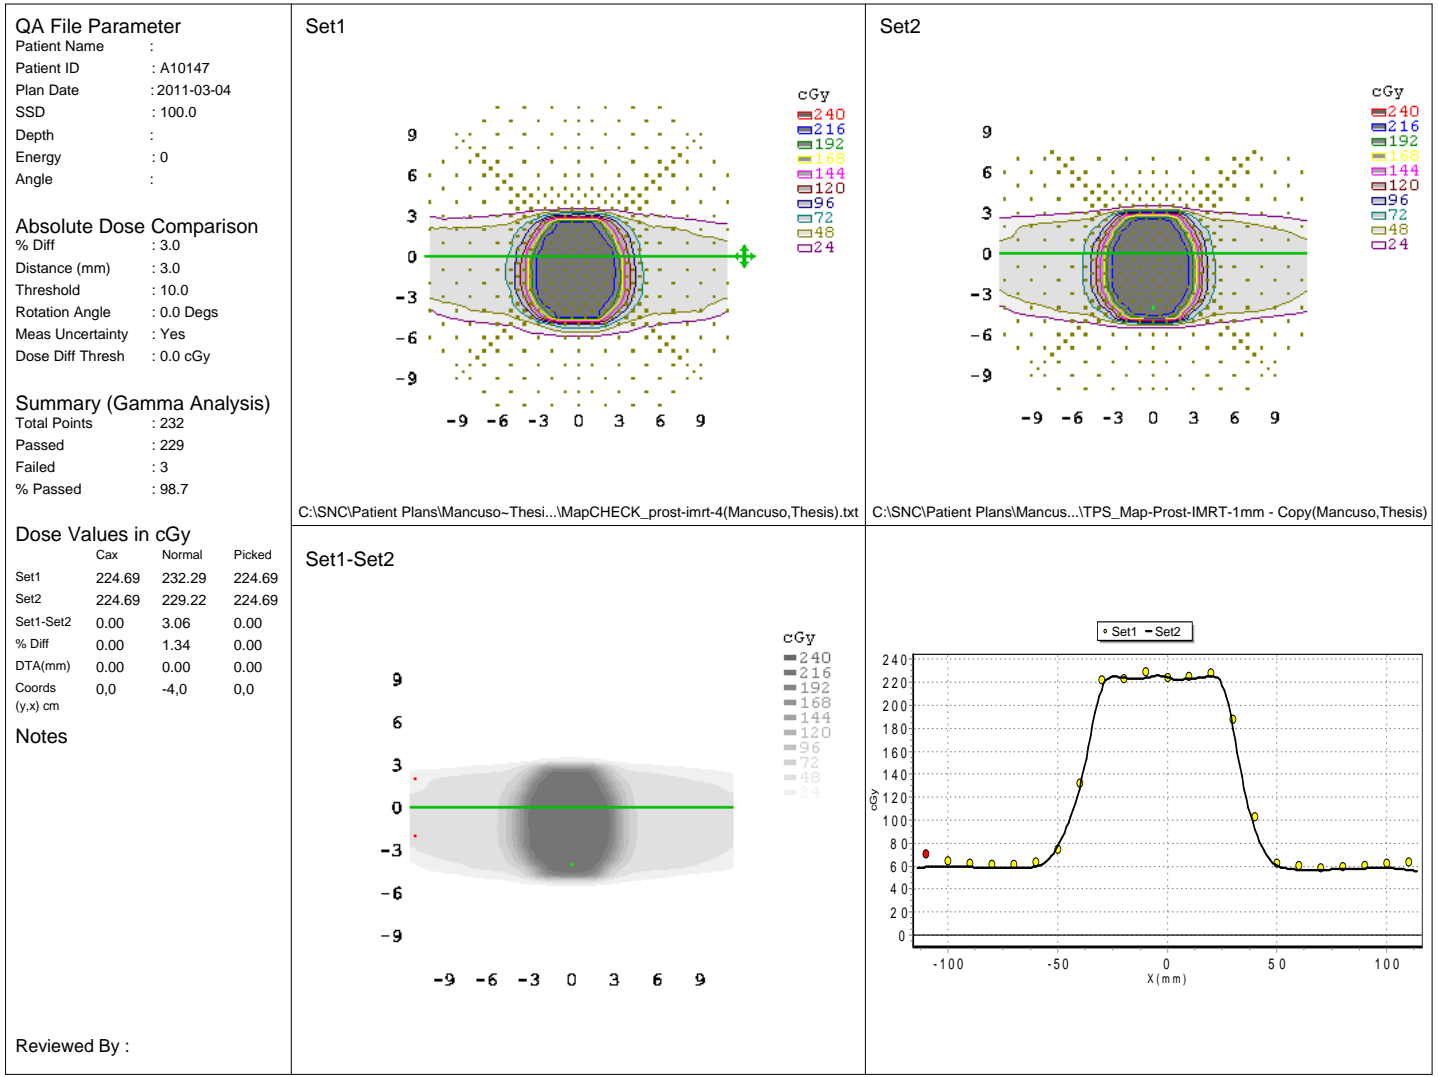 QA File Parameter
Patient Name :
Patient ID : A10147
Plan Date : 2011-03-04
SSD : 100.0
Depth :
Energy : 0
Angle :
Absolute Dose Comparison
% Diff : 3.0
Distance (mm) : 3.0
Threshold : 10.0
Rotation Angle : 0.0 Degs
Meas Uncertainty : Yes
Dose Diff Thresh : 0.0 cGy
Summary (Gamma Analysis)
Total Points : 232
Passed : 229
Failed : 3
% Passed : 98.7
Dose Values in cGy
Cax Normal Picked
Set1 224.69 232.29 224.69
Set2 224.69 229.22 224.69
Set1-Set2 0.00 3.06 0.00
% Diff 0.00 1.34 0.00
DTA(mm) 0.00 0.00 0.00
Coords 0,0 -4,0 0,0
(y,x) cm
Notes
Reviewed By :
Set1
cGy
240
216
192
168
144
120
96
72
48
24
9
6
3
0
-3
-6
-9
-9 -6 -3 0 3 6 9
C:\SNC\Patient Plans\Mancuso~Thesi...\MapCHECK_prost-imrt-4(Mancuso,Thesis).txt
Set2
cGy
240
216
192
168
144
120
96
72
48
24
9
6
3
0
-3
-6
-9
-9 -6 -3 0 3 6 9
C:\SNC\Patient Plans\Mancus...\TPS_Map-Prost-IMRT-1mm - Copy(Mancuso,Thesis)
Set1-Set2
cGy
240
216
192
168
144
120
96
72
48
24
9
6
3
0
-3
-6
-9
-9 -6 -3 0 3 6 9
Set1 Set2
240
220
200
180
160
140
120
100
80
60
40
20
0
cGy
-100 -50 0 50 100
X(mm)